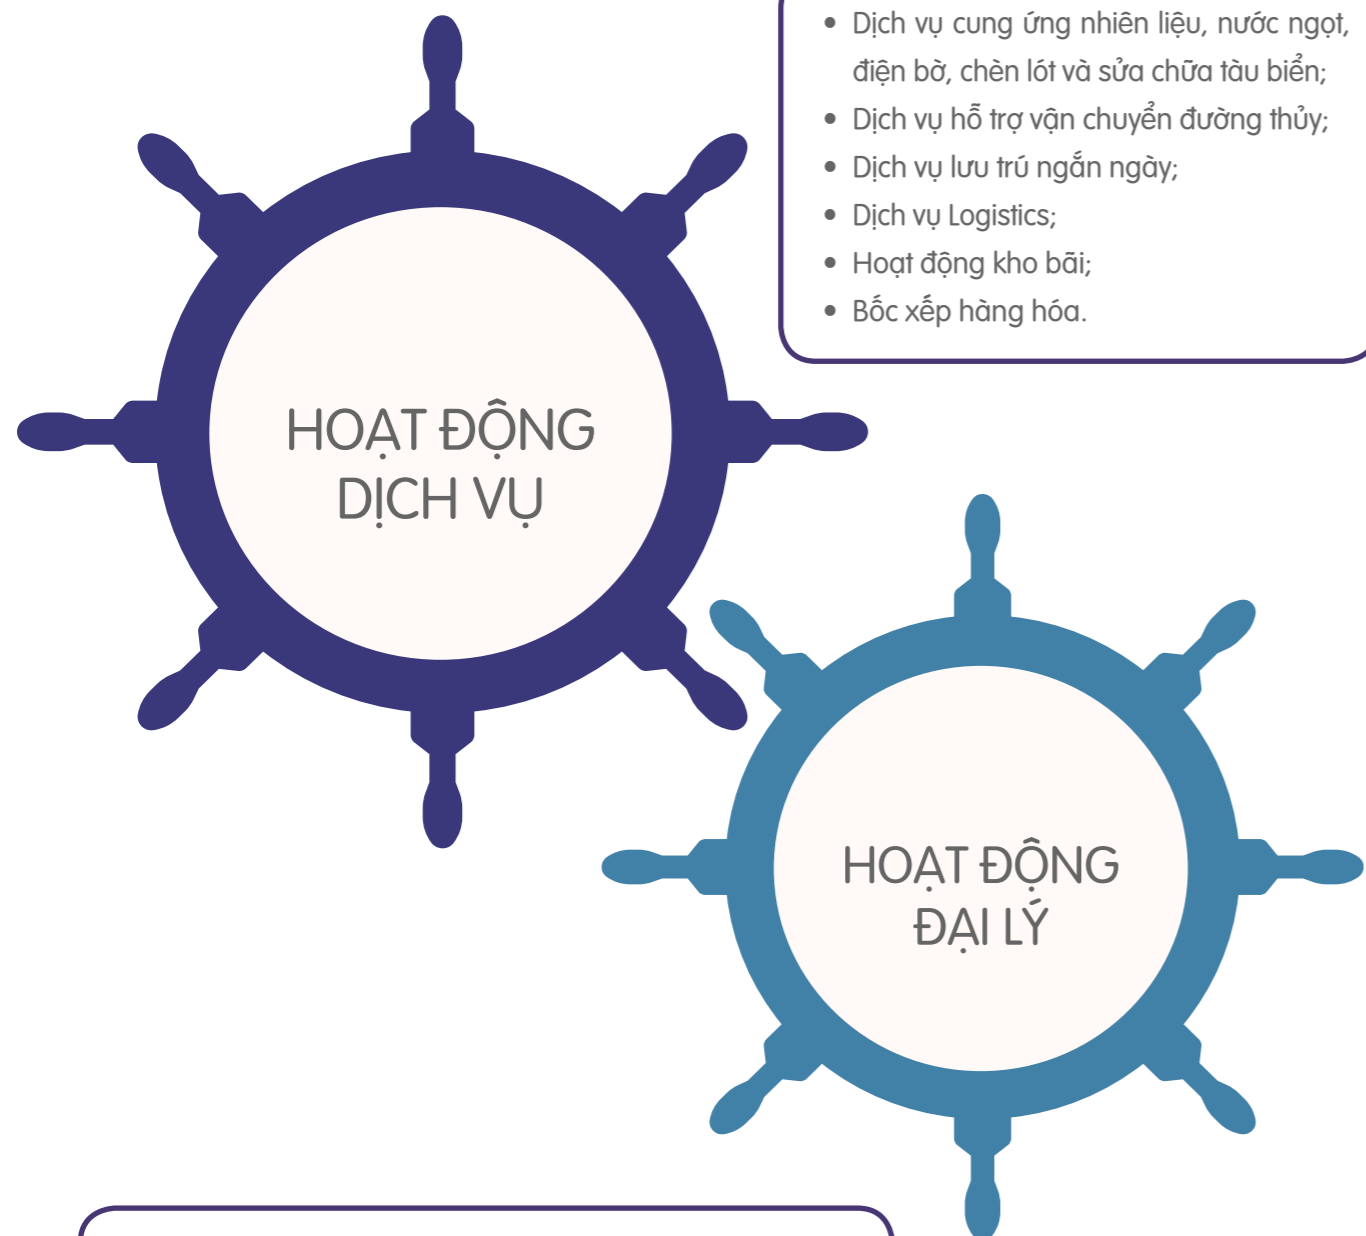 • Dịch vụ cung ứng nhiên liệu, nước ngọt,
điện bờ, chèn lót và sửa chữa tàu biển;
• Dịch vụ hỗ trợ vận chuyển đường thủy;
• Dịch vụ lưu trú ngắn ngày;
• Dịch vụ Logistics;
• Hoạt động kho bãi;
• Bốc xếp hàng hóa.
HOẠT ĐỘNG
DỊCH VỤ
HOẠT ĐỘNG
ĐẠI LÝ